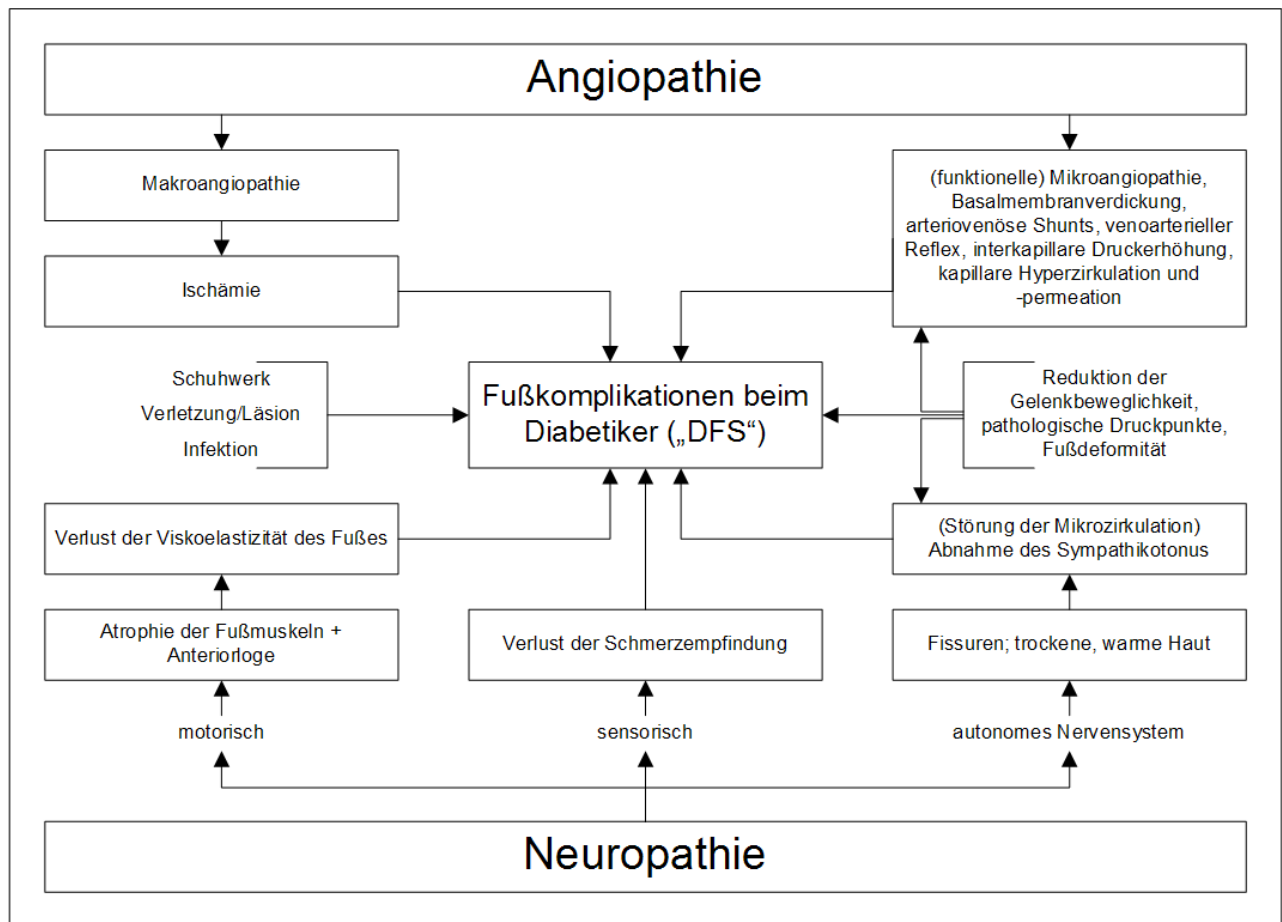 Angiopathie
Makroangiopathie
(funktionelle) Mikroangiopathie,
Basalmembranverdickung,
arteriovenöse Shunts, venoarterieller
Reflex, interkapillare Druckerhöhung,
kapillare Hyperzirkulation und
-permeation
Ischämie
Schuhwerk
Verletzung/Läsion
Infektion
Fußkomplikationen beim
Diabetiker („DFS“)
Reduktion der
Gelenkbeweglichkeit,
pathologische Druckpunkte,
Fußdeformität
Verlust der Viskoelastizität des Fußes
(Störung der Mikrozirkulation)
Abnahme des Sympathikotonus
Atrophie der Fußmuskeln +
Anteriorloge
Verlust der Schmerzempfindung
Fissuren; trockene, warme Haut
motorisch
sensorisch
autonomes Nervensystem
Neuropathie